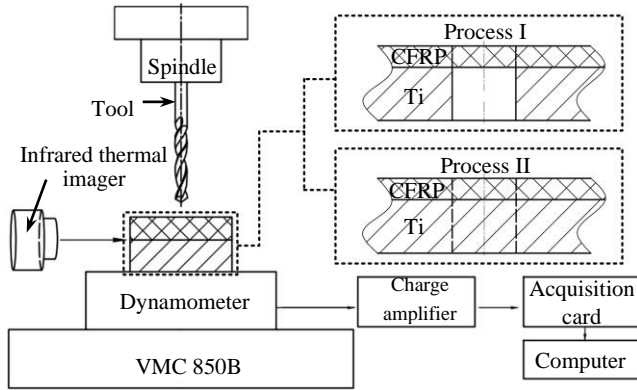 Spindle
Tool
Infrared thermal
imager
Process I
CFRP
Ti
Process II
CFRP
Ti
Dynamometer
VMC 850B
Charge
amplifier
Acquisition
card
Computer